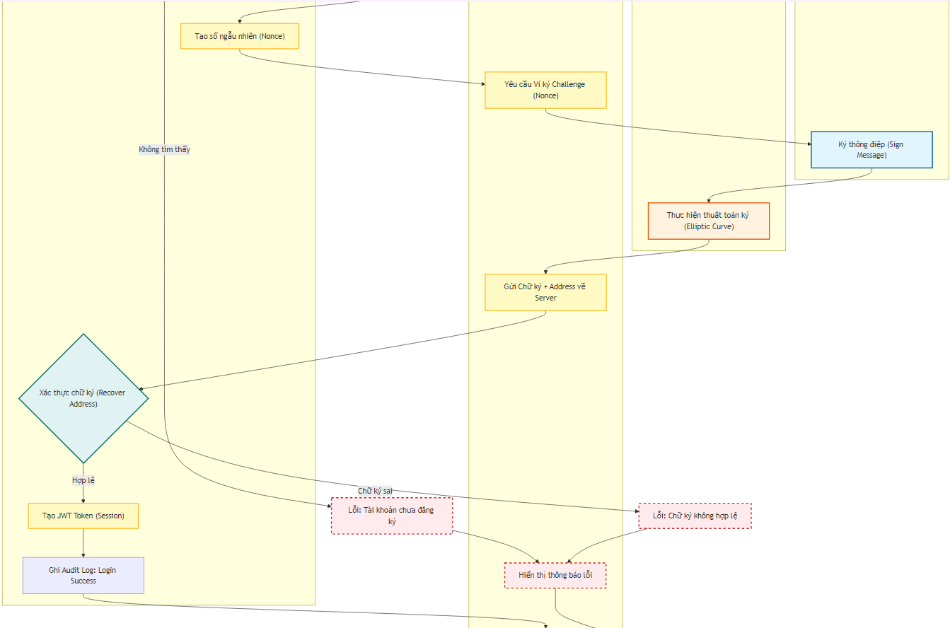 Tạo số ngẫu nhiên (Nonce)
Yêu cầu Ví ký Challenge
(Nonce)
Không tìm thấy
Ký thông điệp (Sign
Message)
Thực hiện thuật toán ký
(Elliptic Curve)
Gửi Chữ ký + Address về
Server
Xác thực chữ ký (Recover
Address)
Hợp lệ
Chữ ký sai
Tạo JWT Token (Session)
Lỗi: Tài khoản chưa đăng
ký
Lỗi: Chữ ký không hợp lệ
Ghi Audit Log: Login
Success
Hiển thị thông báo lỗi